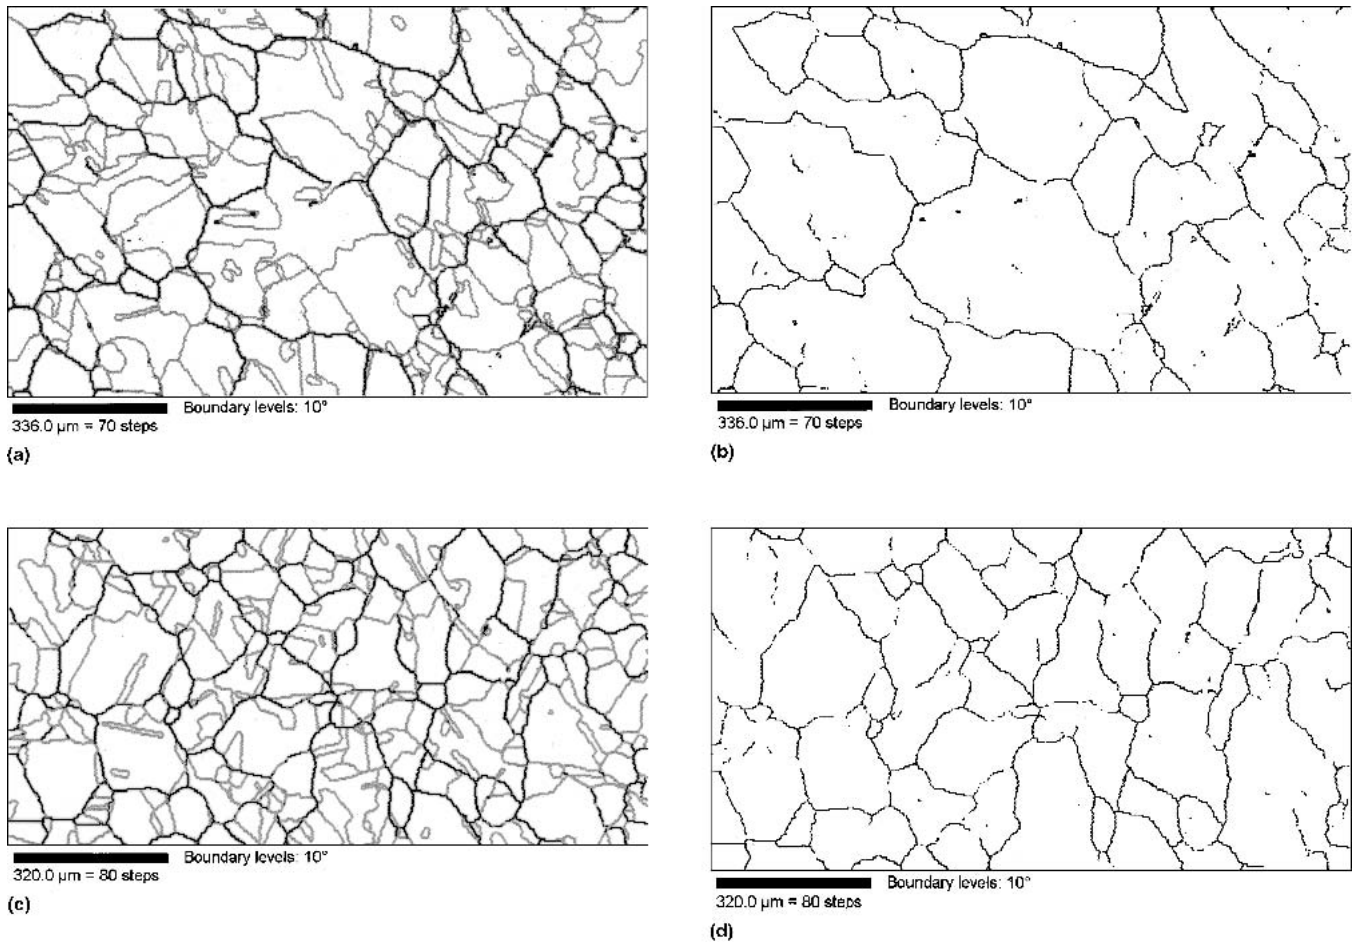 Boundary levels: 10°
336.0 µm = 70 steps
(a)
Boundary levels: 10°
336.0 µm = 70 steps
(b)
Boundary levels: 10°
320.0 µm = 80 steps
(c)
Boundary levels: 10°
320.0 µm = 80 steps
(d)